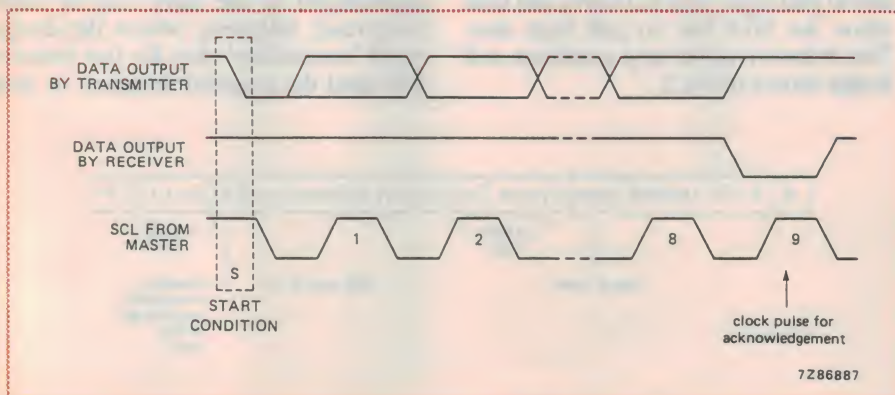 DATA OUTPUT
BY TRANSMITTER
DATA OUTPUT
BY RECEIVER
SCL FROM
MASTER
1
2
8
9
S
START
CONDITION
clock pulse for
acknowledgement
7Z86887